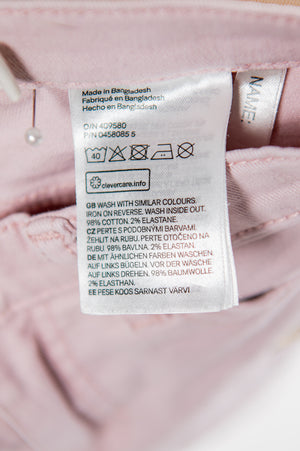 Made in Bangladesh
Fabriqué en Bangladesh
Hecho en Bangladesh
O/N 409580
P/N 0458085 5
40
clevercare.info
GB WASH WITH SIMILAR COLOURS.
IRON ON REVERSE. WASH INSIDE OUT.
98% COTTON. 2% ELASTANE.
CZ PERTE S PODOBNÝMI BARVAMI
ŽEHLIT NA RUBU. PERTE OTOČENO NA
RUBU. 98% BAVLNA. 2% ELASTAN.
DE MIT ÄHNLICHEN FARBEN WASCHEN
AUF LINKS BÜGELN. VOR DER WÄSCHE
AUF LINKS DREHEN. 98% BAUMWOLLE.
2% ELASTHAN.
EE PESE KOOS SARNAST VÄRVI
NAME: